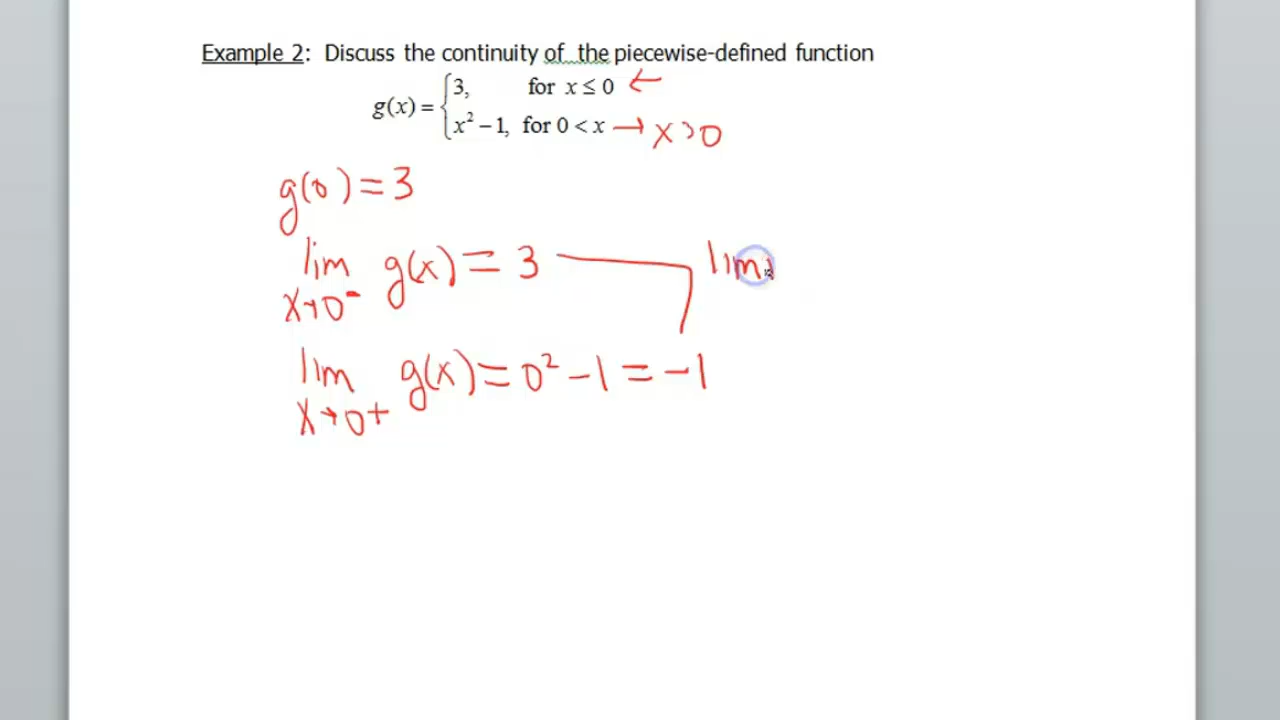 Example 2: Discuss the continuity of the piecewise-defined function
g(x) = { 3, for x ≤ 0 ←
x² − 1, for 0 < x → x > 0
g(0) = 3
lim x→0⁻ g(x) = 3
lim
lim x→0+ g(x) = 0² − 1 = −1